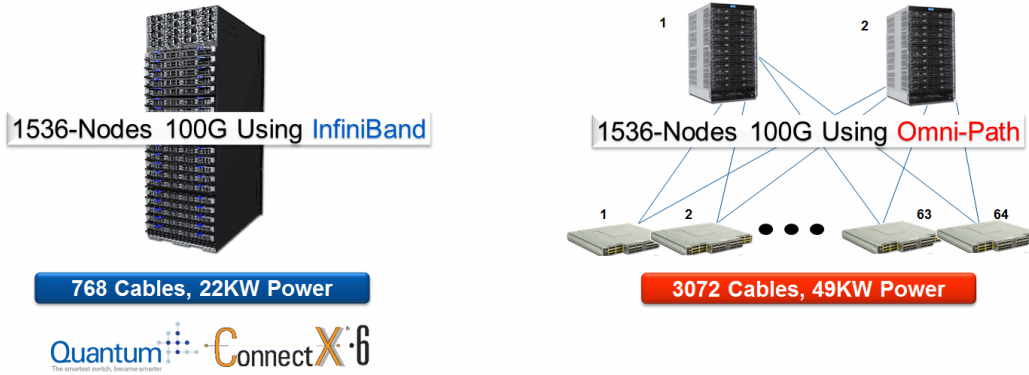 1536-Nodes 100G Using InfiniBand
768 Cables, 22KW Power
Quantum
The smartest switch, became smarter
ConnectX·6
1
2
1536-Nodes 100G Using Omni-Path
1
2
63
64
3072 Cables, 49KW Power